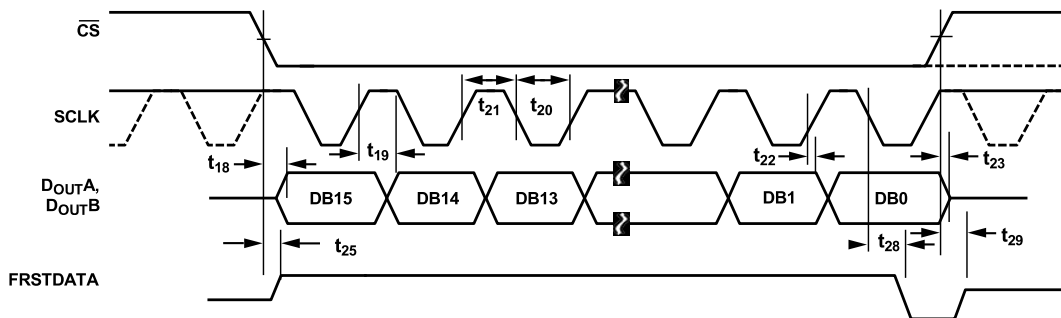 CS
SCLK
t21
t20
t18
t19
t22
t23
DOUTA,
DOUTB
DB15
DB14
DB13
DB1
DB0
t25
t28
t29
FRSTDATA